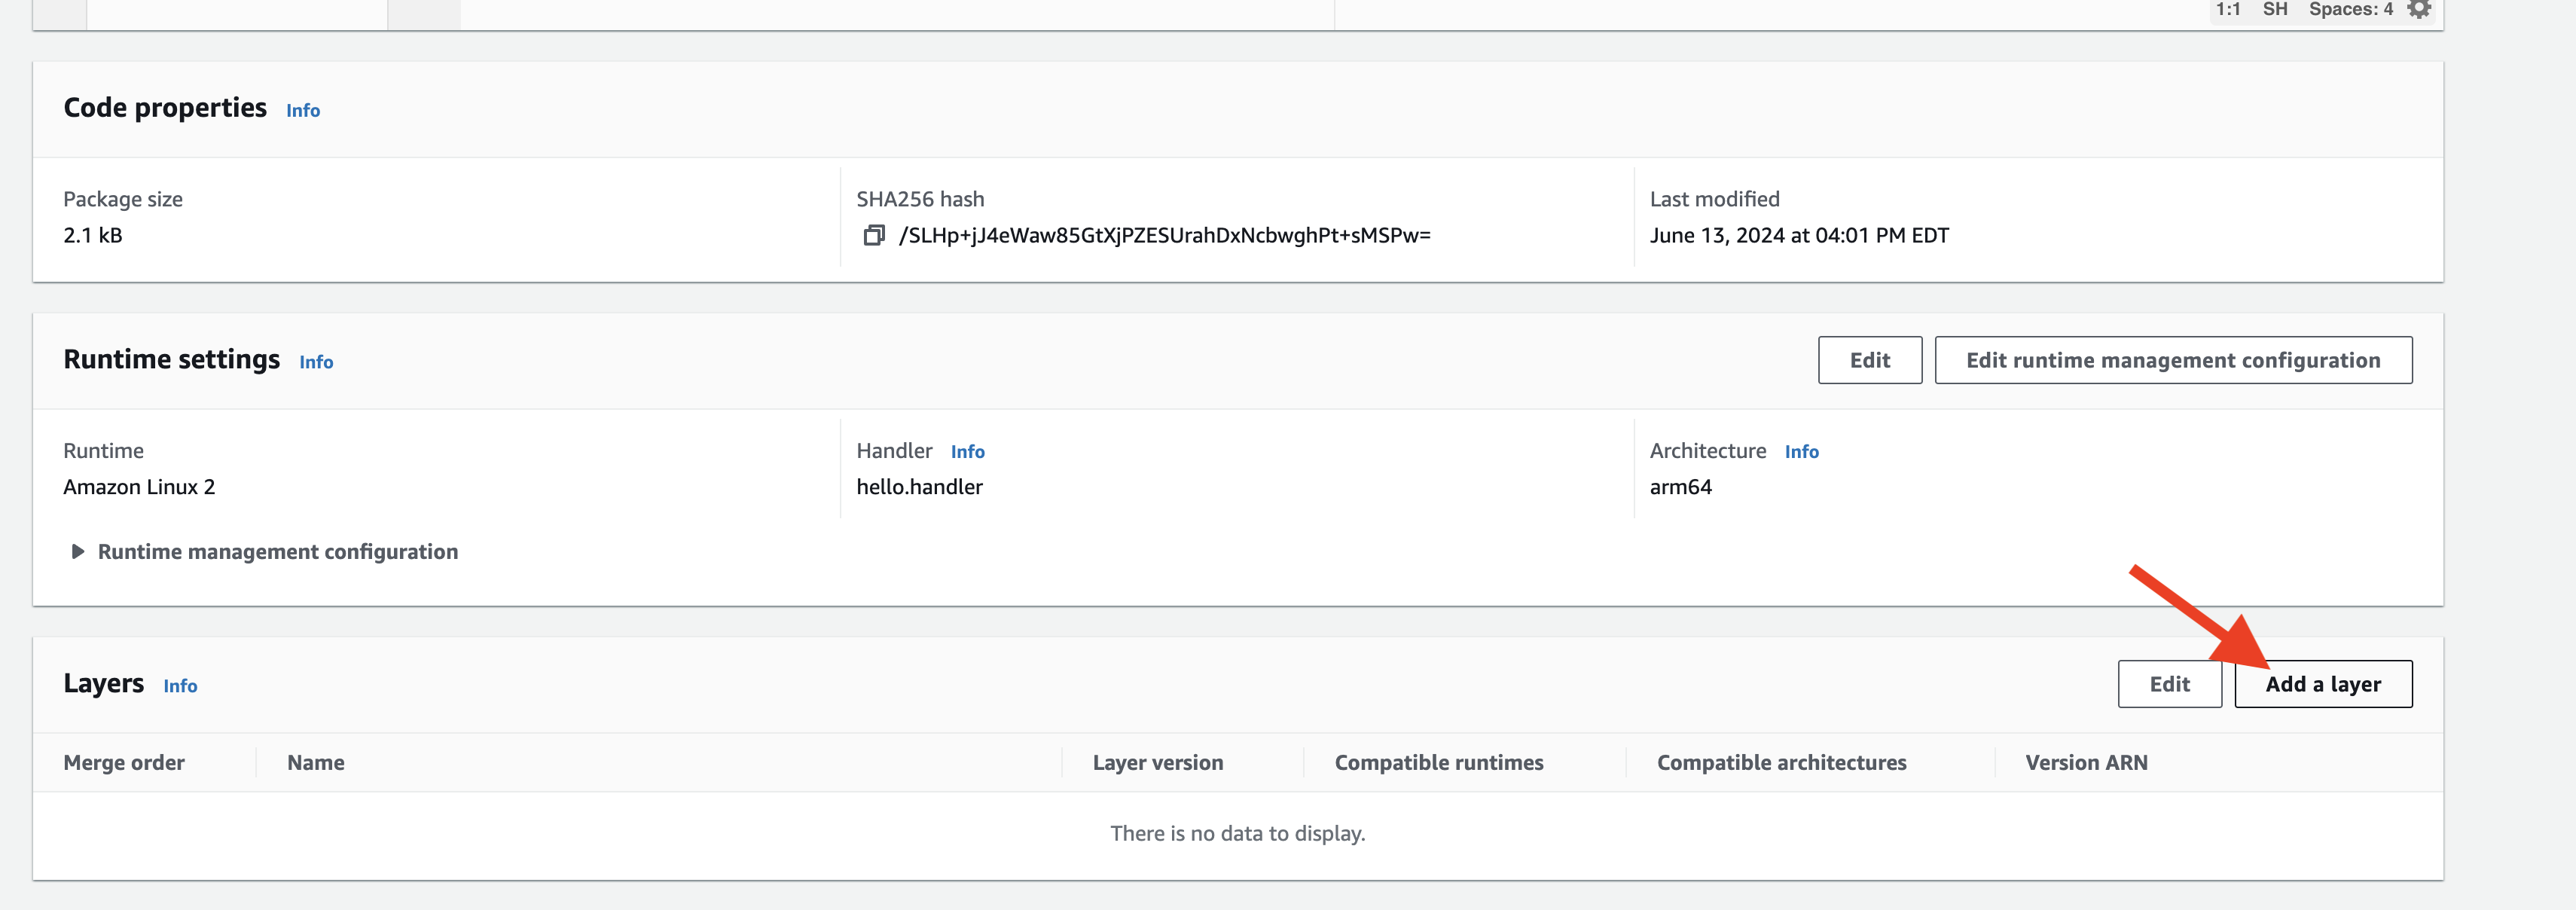 1:1 SH Spaces: 4
Code properties Info
Package size SHA256 hash Last modified
2.1 kB /SLHp+jJ4eWaw85GtXjPZESUrahDxNcbwghPt+sMSPw= June 13, 2024 at 04:01 PM EDT
Runtime settings Info Edit Edit runtime management configuration
Runtime Handler Info Architecture Info
Amazon Linux 2 hello.handler arm64
Runtime management configuration
Layers Info Edit Add a layer
Merge order Name Layer version Compatible runtimes Compatible architectures Version ARN
There is no data to display.